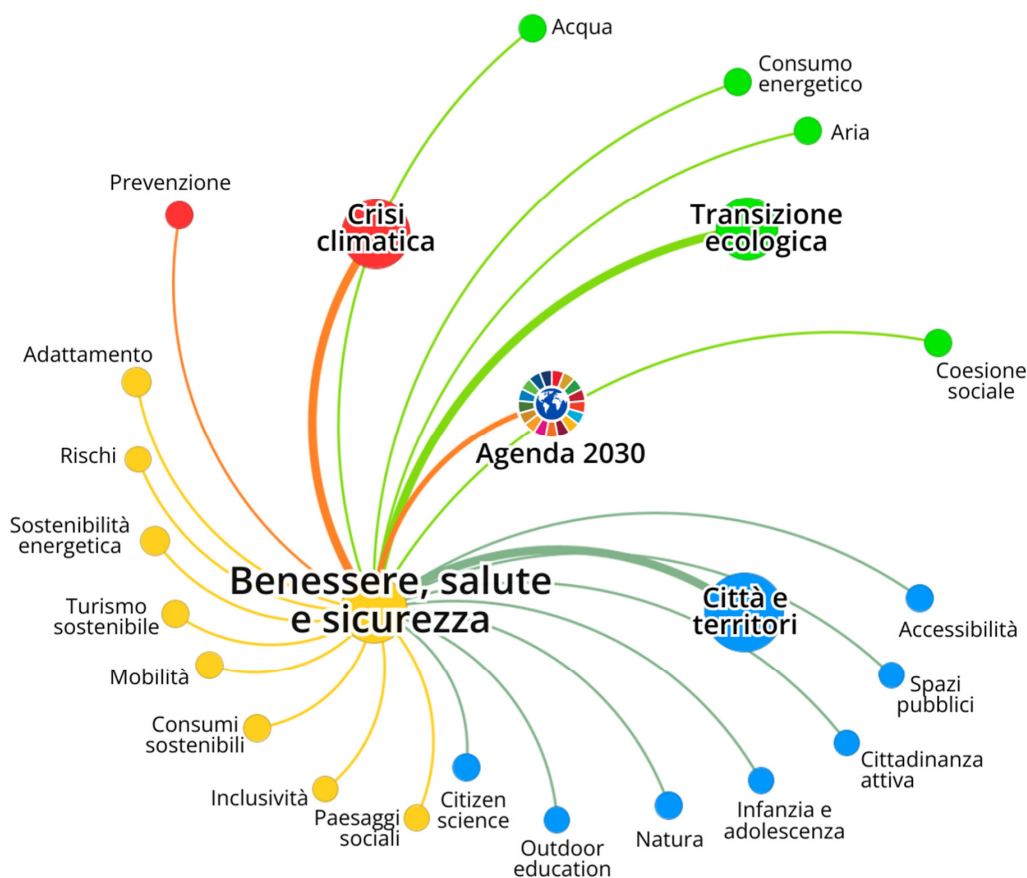 Acqua
Consumo
energetico
Aria
Prevenzione
Crisi
climatica
Transizione
ecologica
Adattamento
Coesione
sociale
Agenda 2030
Rischi
Sostenibilità
energetica
Benessere, salute
e sicurezza
Città e
territori
Turismo
sostenibile
Accessibilità
Mobilità
Spazi
pubblici
Consumi
sostenibili
Cittadinanza
attiva
Inclusività
Paesaggi
sociali
Citizen
science
Outdoor
education
Natura
Infanzia e
adolescenza